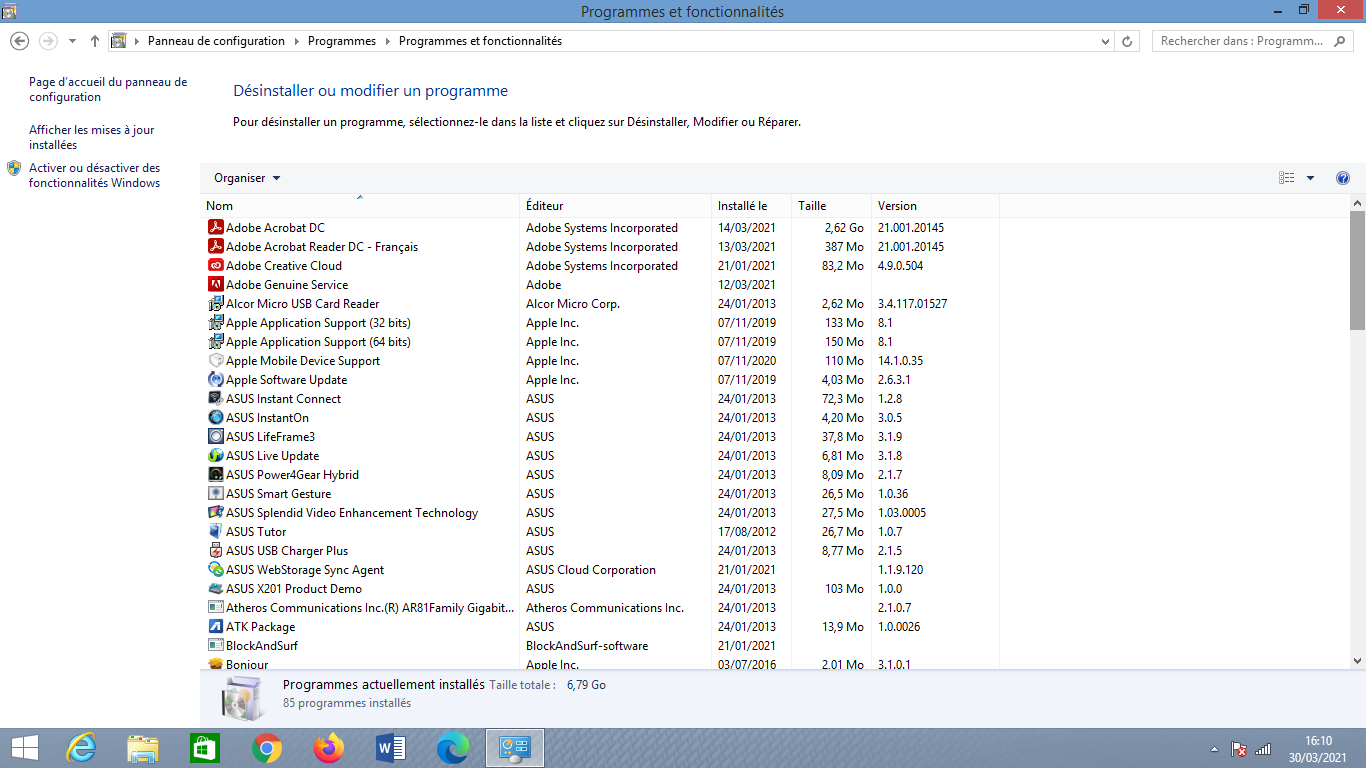 Programmes et fonctionnalités
Panneau de configuration Programmes Programmes et fonctionnalités
Rechercher dans : Programm...
Page d'accueil du panneau de
configuration
Afficher les mises à jour
installées
Activer ou désactiver des
fonctionnalités Windows
Désinstaller ou modifier un programme
Pour désinstaller un programme, sélectionnez-le dans la liste et cliquez sur Désinstaller, Modifier ou Réparer.
Organiser
Nom Éditeur Installé le Taille Version
Adobe Acrobat DC Adobe Systems Incorporated 14/03/2021 2,62 Go 21.001.20145
Adobe Acrobat Reader DC - Français Adobe Systems Incorporated 13/03/2021 387 Mo 21.001.20145
Adobe Creative Cloud Adobe Systems Incorporated 21/01/2021 83,2 Mo 4.9.0.504
Adobe Genuine Service Adobe 12/03/2021
Alcor Micro USB Card Reader Alcor Micro Corp. 24/01/2013 2,62 Mo 3.4.117.01527
Apple Application Support (32 bits) Apple Inc. 07/11/2019 133 Mo 8.1
Apple Application Support (64 bits) Apple Inc. 07/11/2019 150 Mo 8.1
Apple Mobile Device Support Apple Inc. 07/11/2020 110 Mo 14.1.0.35
Apple Software Update Apple Inc. 07/11/2019 4,03 Mo 2.6.3.1
ASUS Instant Connect ASUS 24/01/2013 72,3 Mo 1.2.8
ASUS InstantOn ASUS 24/01/2013 4,20 Mo 3.0.5
ASUS LifeFrame3 ASUS 24/01/2013 37,8 Mo 3.1.9
ASUS Live Update ASUS 24/01/2013 6,81 Mo 3.1.8
ASUS Power4Gear Hybrid ASUS 24/01/2013 8,09 Mo 2.1.7
ASUS Smart Gesture ASUS 24/01/2013 26,5 Mo 1.0.36
ASUS Splendid Video Enhancement Technology ASUS 24/01/2013 27,5 Mo 1.03.0005
ASUS Tutor ASUS 17/08/2012 26,7 Mo 1.0.7
ASUS USB Charger Plus ASUS 24/01/2013 8,77 Mo 2.1.5
ASUS WebStorage Sync Agent ASUS Cloud Corporation 21/01/2021 1.1.9.120
ASUS X201 Product Demo ASUS 24/01/2013 103 Mo 1.0.0
Atheros Communications Inc.(R) AR81Family Gigabit... Atheros Communications Inc. 24/01/2013 2.1.0.7
ATK Package ASUS 24/01/2013 13,9 Mo 1.0.0026
BlockAndSurf BlockAndSurf-software 21/01/2021
Bonjour Apple Inc. 03/07/2016 2,01 Mo 3.1.0.1
Programmes actuellement installés Taille totale : 6,79 Go
85 programmes installés
16:10
30/03/2021